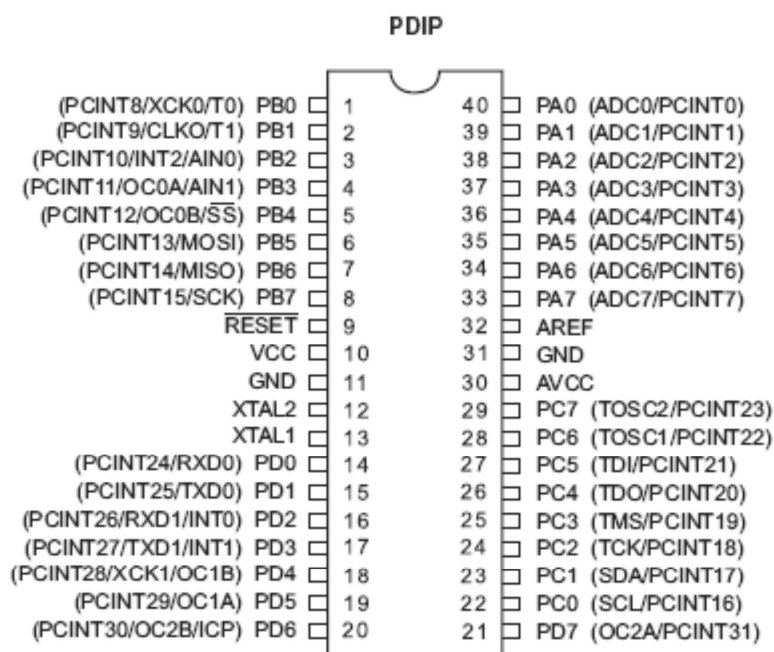 PDIP
(PCINT8/XCK0/T0) PB0 1 40 PA0 (ADC0/PCINT0)
(PCINT9/CLKO/T1) PB1 2 39 PA1 (ADC1/PCINT1)
(PCINT10/INT2/AIN0) PB2 3 38 PA2 (ADC2/PCINT2)
(PCINT11/OC0A/AIN1) PB3 4 37 PA3 (ADC3/PCINT3)
(PCINT12/OC0B/SS) PB4 5 36 PA4 (ADC4/PCINT4)
(PCINT13/MOSI) PB5 6 35 PA5 (ADC5/PCINT5)
(PCINT14/MISO) PB6 7 34 PA6 (ADC6/PCINT6)
(PCINT15/SCK) PB7 8 33 PA7 (ADC7/PCINT7)
RESET 9 32 AREF
VCC 10 31 GND
GND 11 30 AVCC
XTAL2 12 29 PC7 (TOSC2/PCINT23)
XTAL1 13 28 PC6 (TOSC1/PCINT22)
(PCINT24/RXD0) PD0 14 27 PC5 (TDI/PCINT21)
(PCINT25/TXD0) PD1 15 26 PC4 (TDO/PCINT20)
(PCINT26/RXD1/INT0) PD2 16 25 PC3 (TMS/PCINT19)
(PCINT27/TXD1/INT1) PD3 17 24 PC2 (TCK/PCINT18)
(PCINT28/XCK1/OC1B) PD4 18 23 PC1 (SDA/PCINT17)
(PCINT29/OC1A) PD5 19 22 PC0 (SCL/PCINT16)
(PCINT30/OC2B/ICP) PD6 20 21 PD7 (OC2A/PCINT31)